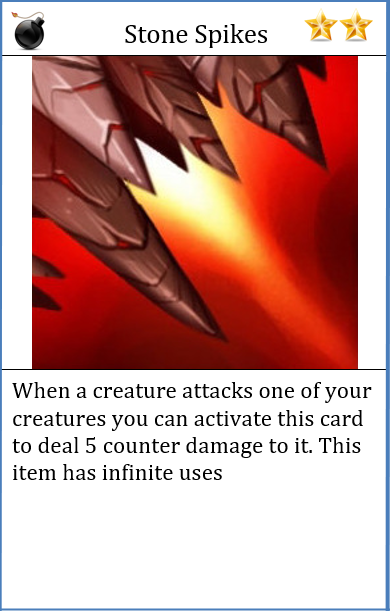 Stone Spikes
When a creature attacks one of your
creatures you can activate this card
to deal 5 counter damage to it. This
item has infinite uses